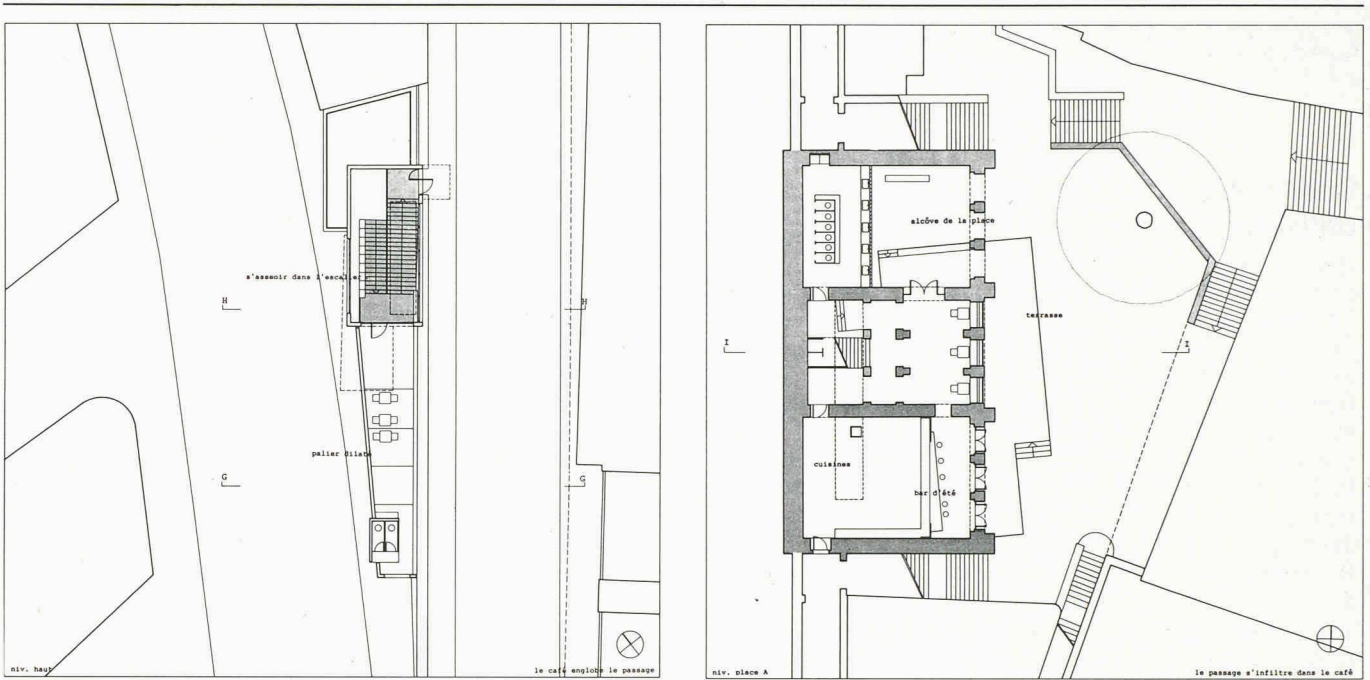 s'asseoir dans l'escalier
H
H
palier dilaté
G
G
niv. haut
le café englobe le passage
alcôve de la place
terrasse
I
I
cuisines
bar d'été
niv. place A
le passage s'infiltre dans le café